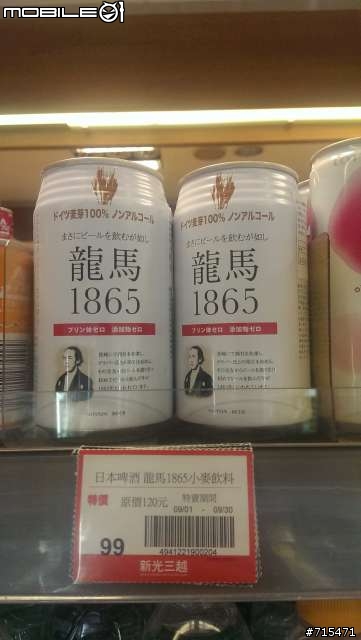 MOBILE01
ドイツ麦芽100% ノンアルコール
まさにビールを飲むが如し
龍馬
1865
プリン体ゼロ 添加物ゼロ
ドイツ麦芽100% ノンアルコール
まさにビールを飲むが如し
龍馬
1865
プリン体ゼロ 添加物ゼロ
日本啤酒 龍馬1865小麥飲料
特價 原價120元 特賣期間
09/01 - 09/30
99
4941221900204
新光三越
#715471